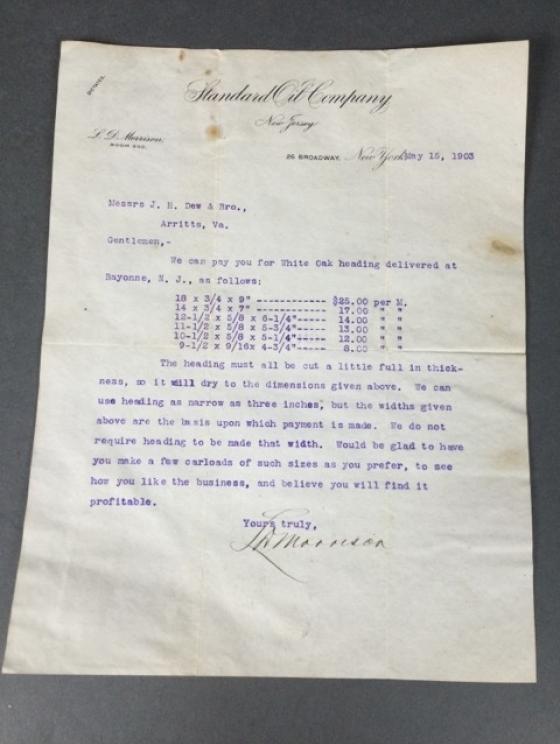 Standard Oil Company
New Jersey
L. D. Morrison.
26 BROADWAY, New York, May 15, 1903
Messrs J. H. Dew & Bro.,
Arritts, Va.
Gentlemen,-
We can pay you for White Oak heading delivered at
Bayonne, N. J., as follows:
18 x 3/4 x 9" ------------ $25.00 per M.
14 x 3/4 x 7" ------------ 17.00 " "
12-1/2 x 5/8 x 6-1/4"----- 14.00 " "
11-1/2 x 5/8 x 5-3/4"----- 13.00 " "
10-1/2 x 5/8 x 5-1/4"----- 12.00 " "
9-1/2 x 9/16x 4-3/4"----- 8.00 " "
The heading must all be cut a little full in thick-
ness, so it will dry to the dimensions given above. We can
use heading as narrow as three inches, but the widths given
above are the basis upon which payment is made. We do not
require heading to be made that width. Would be glad to have
you make a few carloads of such sizes as you prefer, to see
how you like the business, and believe you will find it
profitable.
Yours truly,
L D Morrison